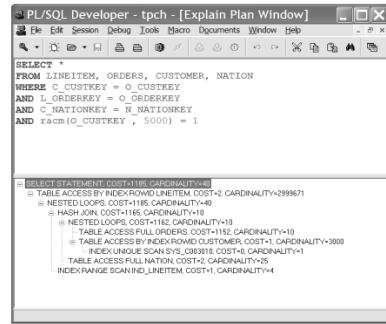 PL/SQL Developer - tpch - [Explain Plan Window]
File Edit Session Debug Tools Macro Documents Window Help
SELECT *
FROM LINEITEM, ORDERS, CUSTOMER, NATION
WHERE C_CUSTKEY = O_CUSTKEY
AND L_ORDERKEY = O_ORDERKEY
AND C_NATIONKEY = N_NATIONKEY
AND racm(O_CUSTKEY , 5000) = 1
SELECT STATEMENT, COST=1185, CARDINALITY=40
TABLE ACCESS BY INDEX ROWID LINEITEM, COST=2, CARDINALITY=2999671
NESTED LOOPS, COST=1185, CARDINALITY=40
HASH JOIN, COST=1165, CARDINALITY=10
NESTED LOOPS, COST=1162, CARDINALITY=10
TABLE ACCESS FULL ORDERS, COST=1152, CARDINALITY=10
TABLE ACCESS BY INDEX ROWID CUSTOMER, COST=1, CARDINALITY=3000
INDEX UNIQUE SCAN SYS_C003010, COST=0, CARDINALITY=1
TABLE ACCESS FULL NATION, COST=2, CARDINALITY=25
INDEX RANGE SCAN IND_LINEITEM, COST=1, CARDINALITY=4